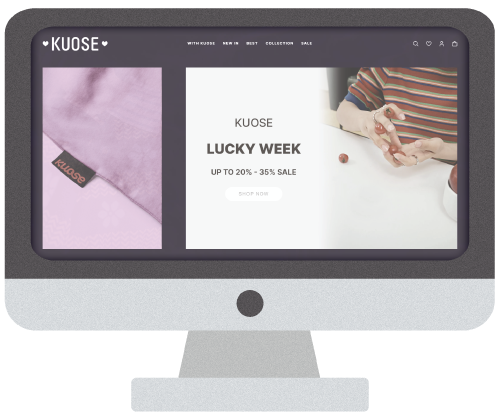 KUOSE
WITH KUOSE NEW IN BEST COLLECTION SALE
kuose
KUOSE
LUCKY WEEK
UP TO 20% - 35% SALE
SHOP NOW